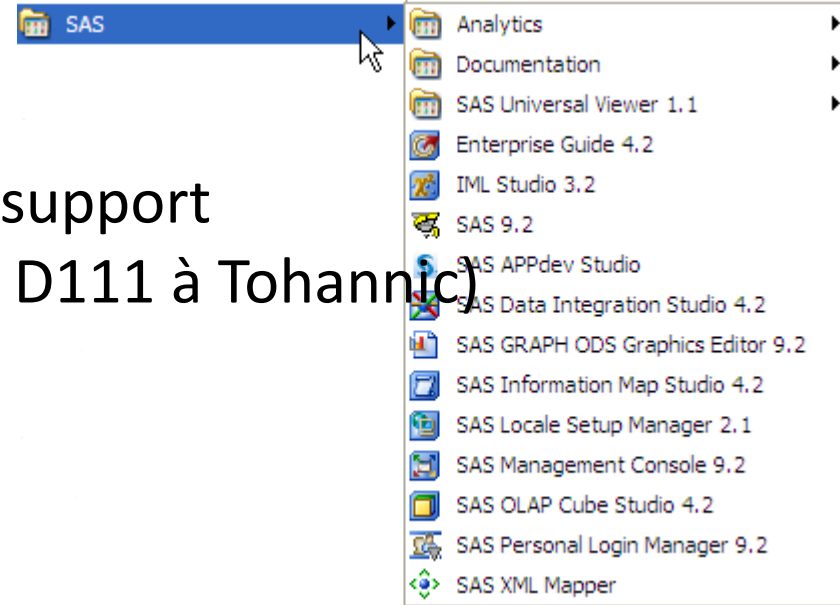 SAS
Analytics
Documentation
SAS Universal Viewer 1.1
Enterprise Guide 4.2
IML Studio 3.2
SAS 9.2
SAS APPdev Studio
SAS Data Integration Studio 4.2
SAS GRAPH ODS Graphics Editor 9.2
SAS Information Map Studio 4.2
SAS Locale Setup Manager 2.1
SAS Management Console 9.2
SAS OLAP Cube Studio 4.2
SAS Personal Login Manager 9.2
SAS XML Mapper
support
D111 à Tohannic)